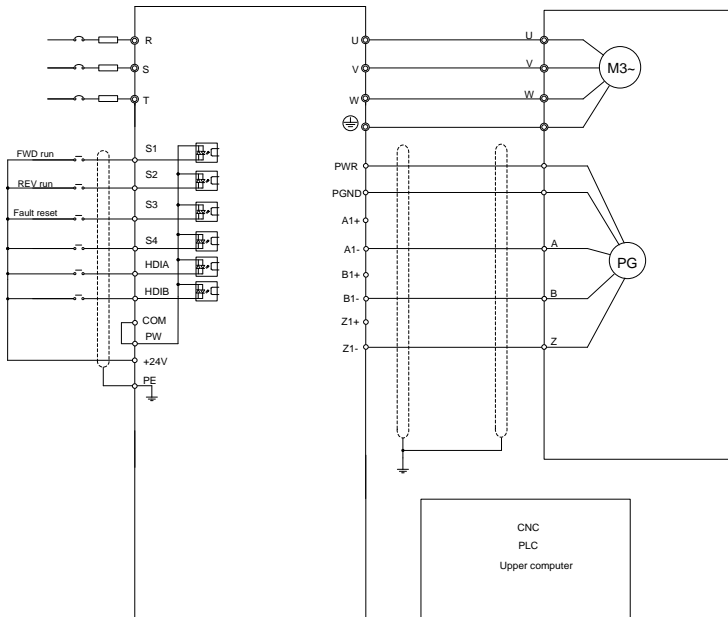 R
S
T
U
V
W
U
V
W
M3~
S1
S2
S3
S4
HDIA
HDIB
COM
PW
+24V
PE
FWD run
REV run
Fault reset
PWR
PGND
A1+
A1-
B1+
B1-
Z1+
Z1-
A
B
Z
PG
CNC
PLC
Upper computer